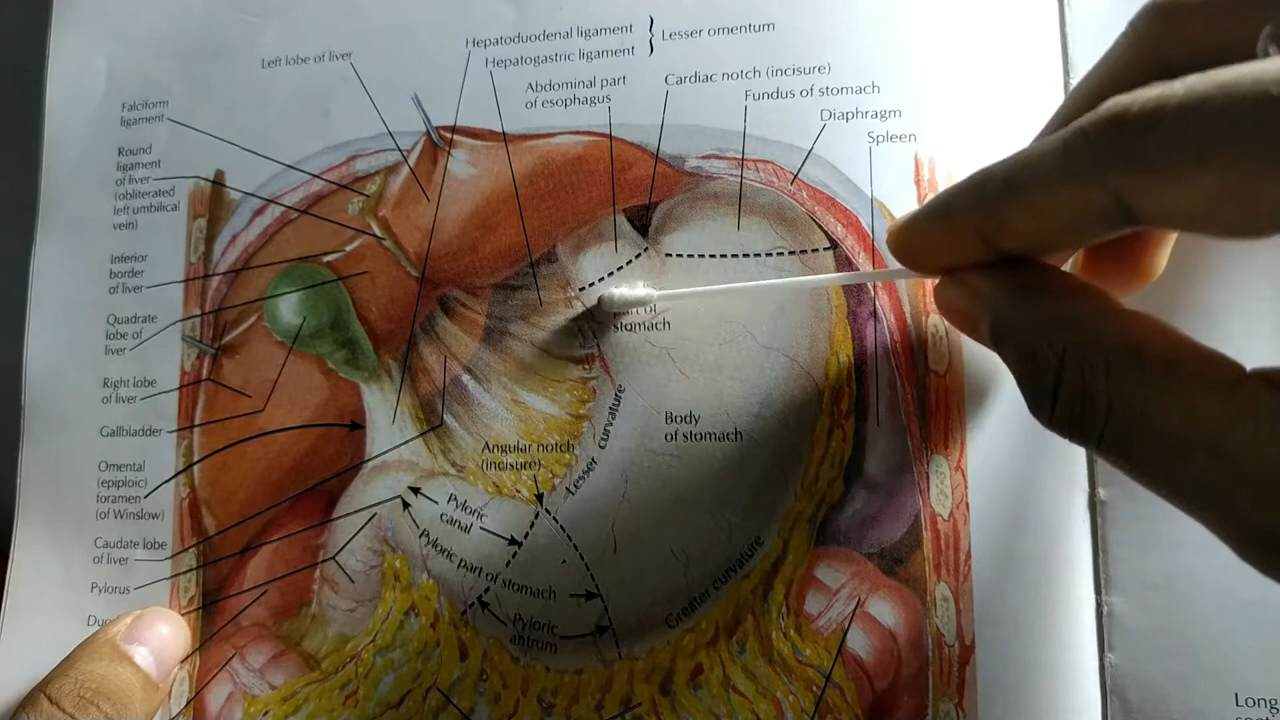 Hepatoduodenal ligament
Hepatogastric ligament
Lesser omentum
Left lobe of liver
Abdominal part
of esophagus
Cardiac notch (incisure)
Fundus of stomach
Diaphragm
Spleen
Falciform
ligament
Round
ligament
of liver
(obliterated
left umbilical
vein)
Inferior
border
of liver
Quadrate
lobe of
liver
Right lobe
of liver
Gallbladder
Omental
(epiploic)
foramen
(of Winslow)
Caudate lobe
of liver
Pylorus
part of
stomach
Body
of stomach
Lesser curvature
Angular notch
(incisure)
Pyloric
canal
Pyloric part of stomach
Pyloric
antrum
Greater curvature
Long